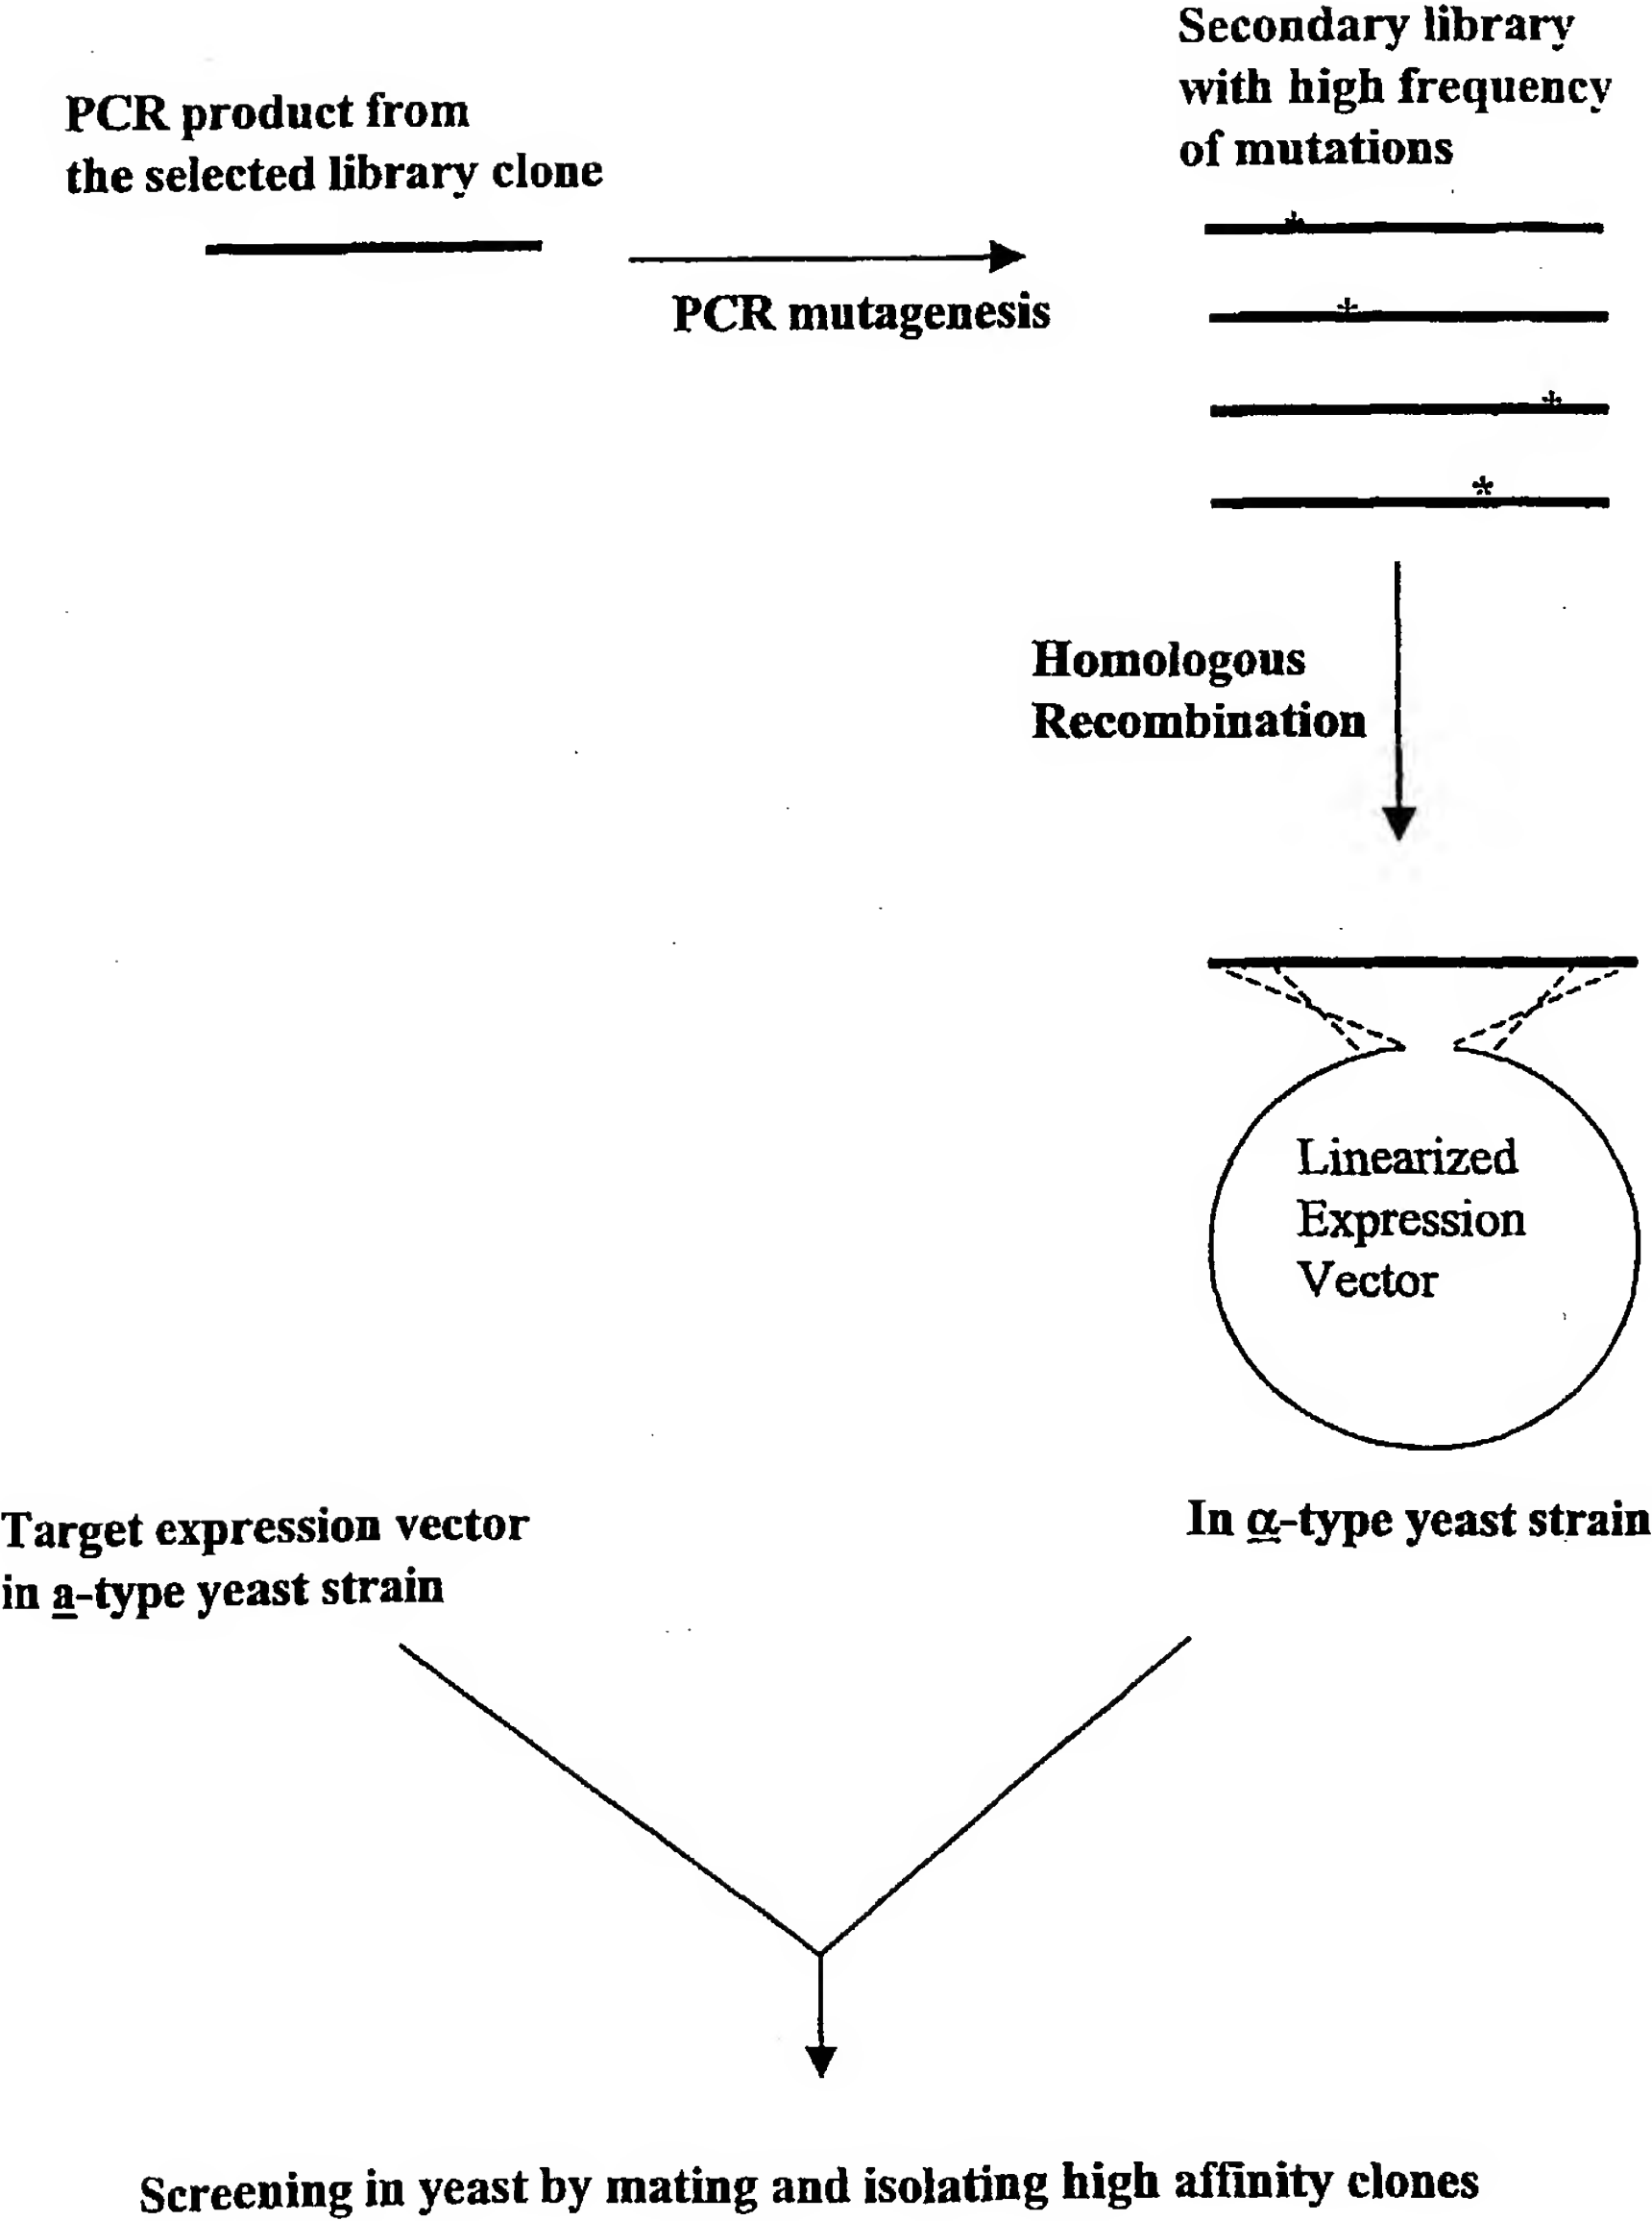 PCR product from
the selected library clone
PCR mutagenesis
Secondary library
with high frequency
of mutations
*
*
*
*
Homologous
Recombination
Linearized
Expression
Vector
In α-type yeast strain
Target expression vector
in a-type yeast strain
Screening in yeast by mating and isolating high affinity clones